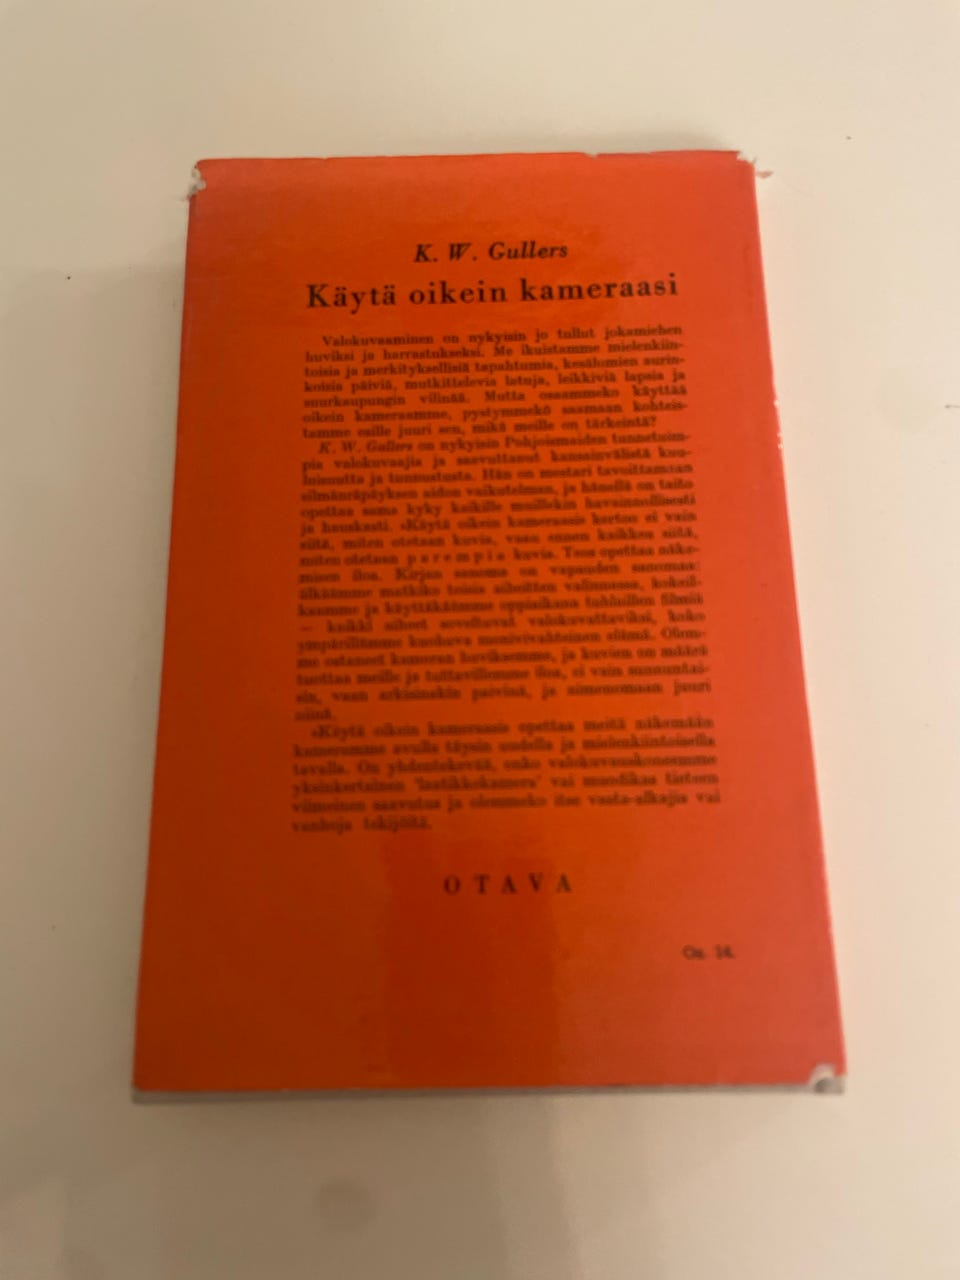 K. W. Gullers
Käytä oikein kameraasi
Valokuvaaminen on nykyisin jo tullut jokamiehen
huviksi ja harrastukseksi. Me ikuistamme mielenkiin-
toisia ja merkityksellisiä tapahtumia, kesälomien aurin-
koisia päiviä, mutkittelevia latuja, leikkiviä lapsia ja
suurkaupungin vilinää. Mutta osaammeko käyttää
oikein kameraamme, pystymmekö saamaan kohteis-
tamme esille juuri sen, mikä meille on tärkeintä?
K. W. Gullers on nykyisin Pohjoismaiden tunnetuim-
pia valokuvaajia ja saavuttanut kansainvälistä kuu-
luisuutta ja tunnustusta. Hän on mestari tavoittamaan
silmänräpäyksen aidon vaikutelman, ja hänellä on taito
opettaa sama kyky kaikille muillekin havainnollisesti
ja hauskasti. »Käytä oikein kameraasi» kertoo ei vain
siitä, miten otetaan kuvia, vaan ennen kaikkea siitä,
miten otetaan parempia kuvia. Teos opettaa näke-
misen iloa. Kirjan sanoma on vapauden sanomaa:
älkäämme matkiko toisia aiheitten valinnassa, kokeil-
kaamme ja käyttäkäämme oppiaikana tuhlaillen filmiä
— kaikki aiheet soveltuvat valokuvattaviksi, koko
ympärillämme kuohuva monivivahteinen elämä. Olem-
me ostaneet kameran huviksemme, ja kuvien on määrä
tuottaa meille ja tuttavillemme iloa, ei vain sunnuntai-
sin, vaan arkisinakin päivinä, ja nimenomaan juuri
niinä.
»Käytä oikein kameraasi» opettaa meitä näkemään
kameramme avulla täysin uudella ja mielenkiintoisella
tavalla. On yhdentekevää, onko valokuvauskoneemme
yksinkertainen 'laatikkokamera' vai muodikas tieteen
viimeinen saavutus ja olemmeko itse vasta-alkajia vai
vanhoja tekijöitä.
OTAVA
Oa. 14.